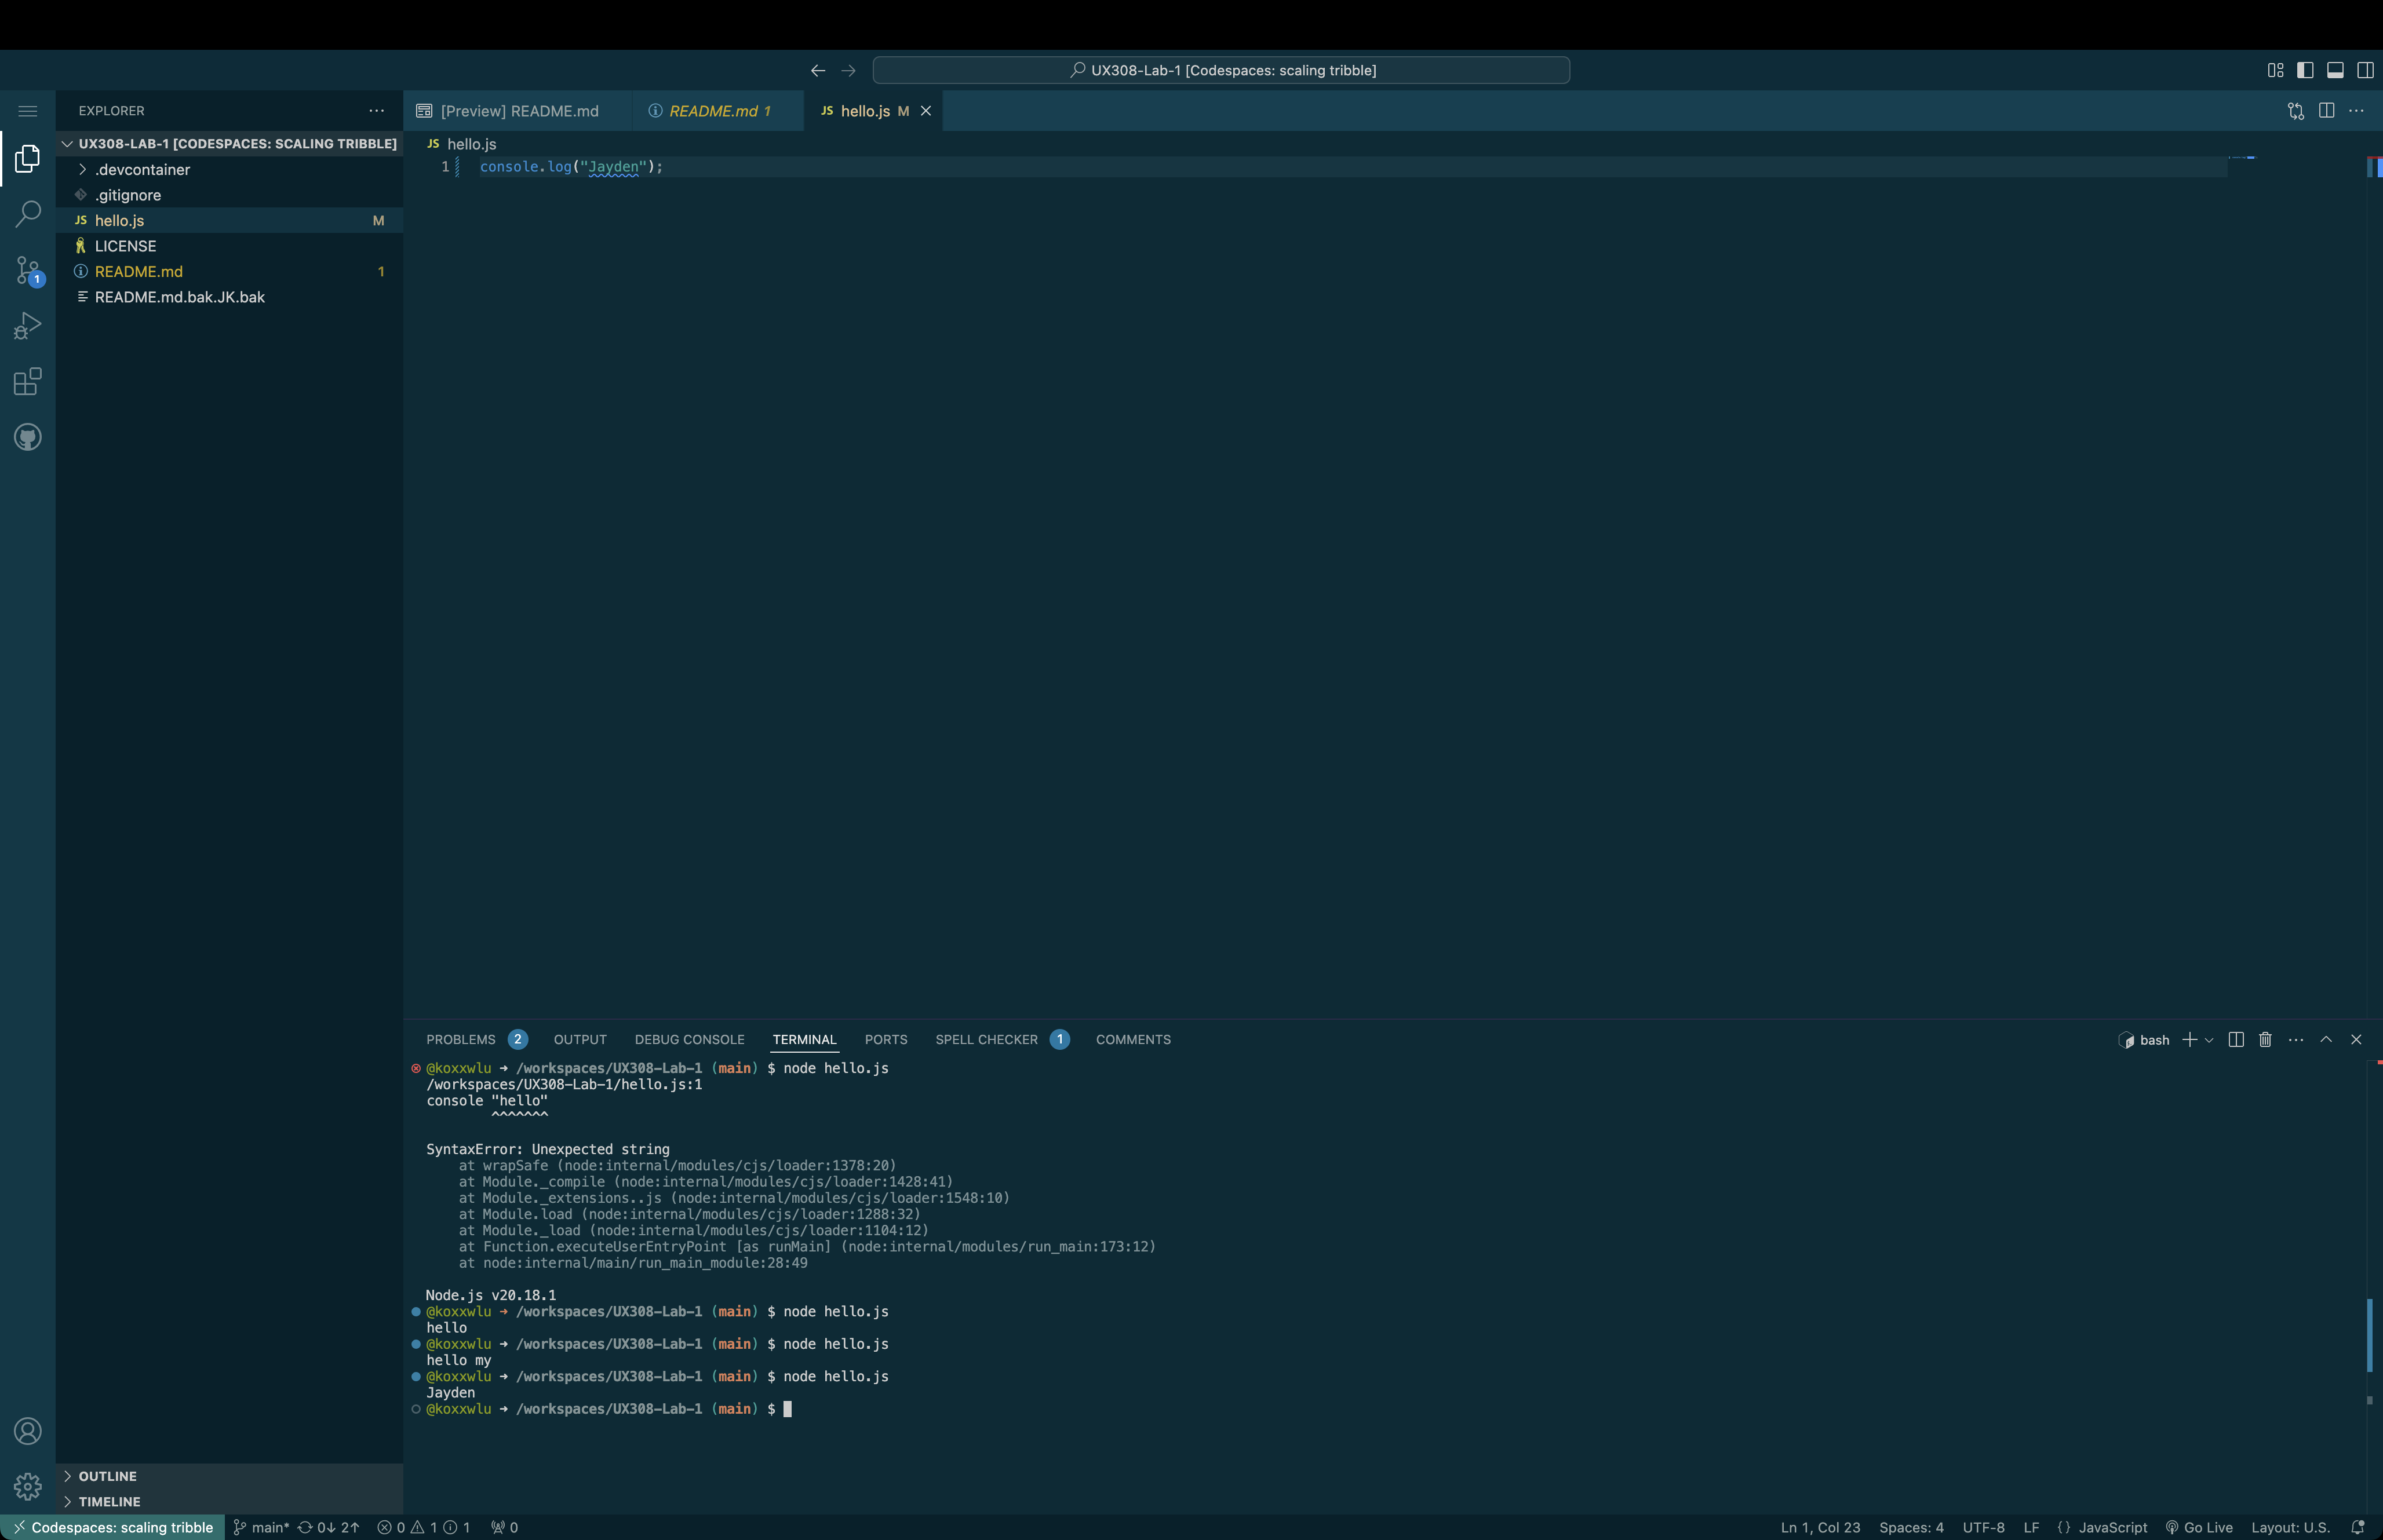 UX308-Lab-1 [Codespaces: scaling tribble]
EXPLORER
UX308-LAB-1 [CODESPACES: SCALING TRIBBLE]
.devcontainer
.gitignore
JS hello.js M
LICENSE
README.md 1
README.md.bak.JK.bak
1
OUTLINE
TIMELINE
[Preview] README.md
README.md 1
JS hello.js M
JS hello.js
1 console.log("Jayden");
PROBLEMS 2 OUTPUT DEBUG CONSOLE TERMINAL PORTS SPELL CHECKER 1 COMMENTS
bash
@koxxwlu ➜ /workspaces/UX308-Lab-1 (main) $ node hello.js
/workspaces/UX308-Lab-1/hello.js:1
console "hello"
^^^^^^^
SyntaxError: Unexpected string
at wrapSafe (node:internal/modules/cjs/loader:1378:20)
at Module._compile (node:internal/modules/cjs/loader:1428:41)
at Module._extensions..js (node:internal/modules/cjs/loader:1548:10)
at Module.load (node:internal/modules/cjs/loader:1288:32)
at Module._load (node:internal/modules/cjs/loader:1104:12)
at Function.executeUserEntryPoint [as runMain] (node:internal/modules/run_main:173:12)
at node:internal/main/run_main_module:28:49
Node.js v20.18.1
@koxxwlu ➜ /workspaces/UX308-Lab-1 (main) $ node hello.js
hello
@koxxwlu ➜ /workspaces/UX308-Lab-1 (main) $ node hello.js
hello my
@koxxwlu ➜ /workspaces/UX308-Lab-1 (main) $ node hello.js
Jayden
@koxxwlu ➜ /workspaces/UX308-Lab-1 (main) $
Codespaces: scaling tribble main* 0↓ 2↑ 0 1 1 0
Ln 1, Col 23 Spaces: 4 UTF-8 LF {} JavaScript Go Live Layout: U.S.